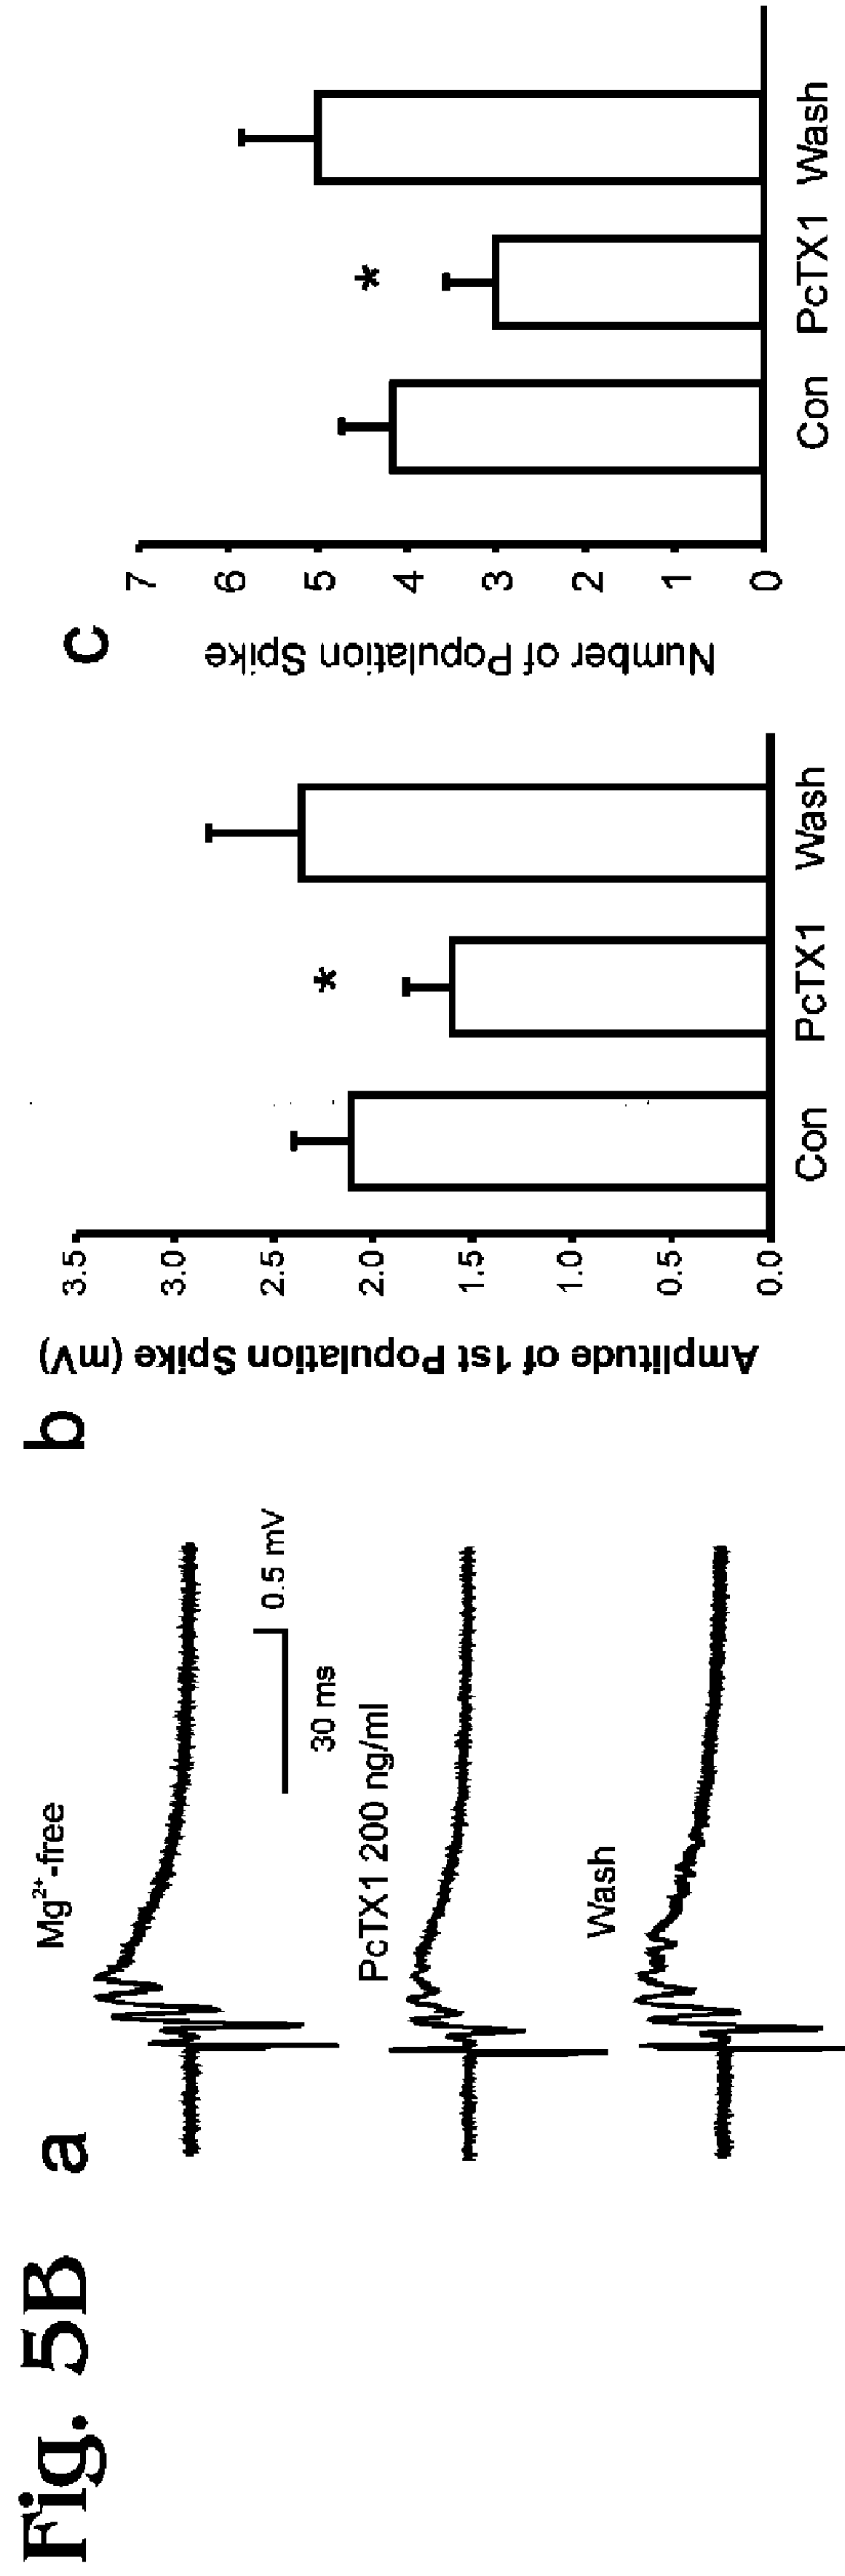 Fig. 5B
a
Mg²⁺-free
0.5 mV
30 ms
PcTX1 200 ng/ml
Wash
b
Amplitude of 1st Population Spike (mV)
3.5
3.0
2.5
2.0
1.5
1.0
0.5
0.0
*
Con PcTX1 Wash
c
Number of Population Spike
7
6
5
4
3
2
1
0
*
Con PcTX1 Wash